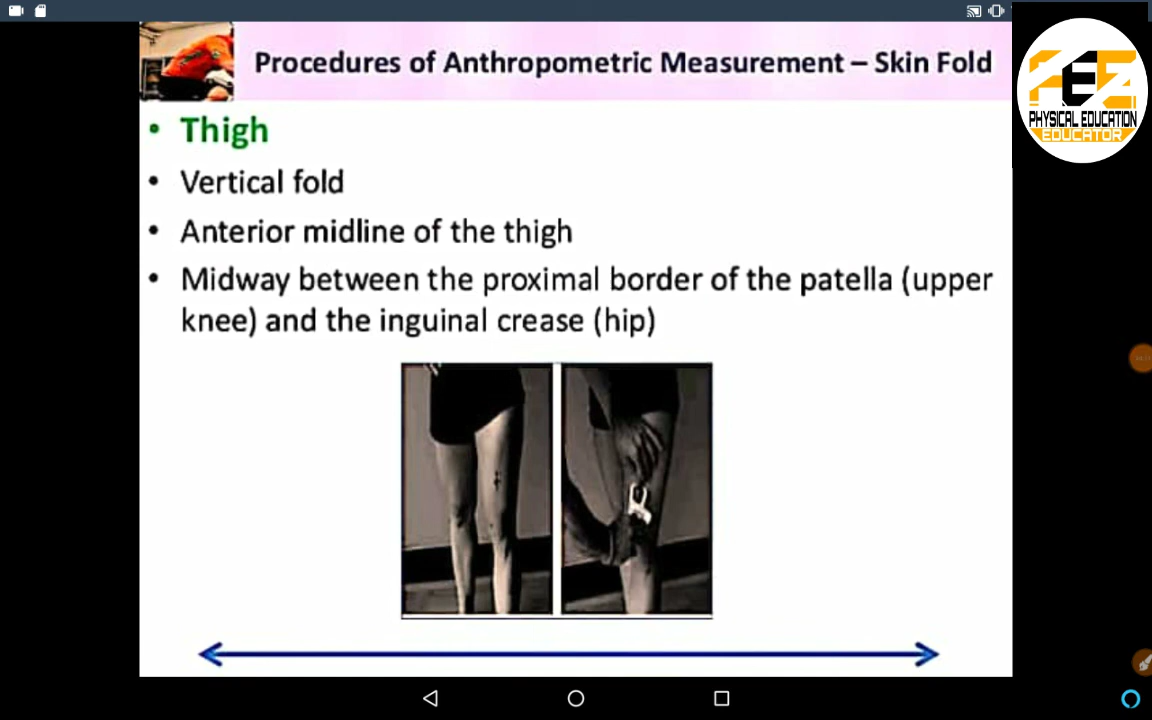 Procedures of Anthropometric Measurement – Skin Fold
PHYSICAL EDUCATION
EDUCATOR
• Thigh
• Vertical fold
• Anterior midline of the thigh
• Midway between the proximal border of the patella (upper
knee) and the inguinal crease (hip)